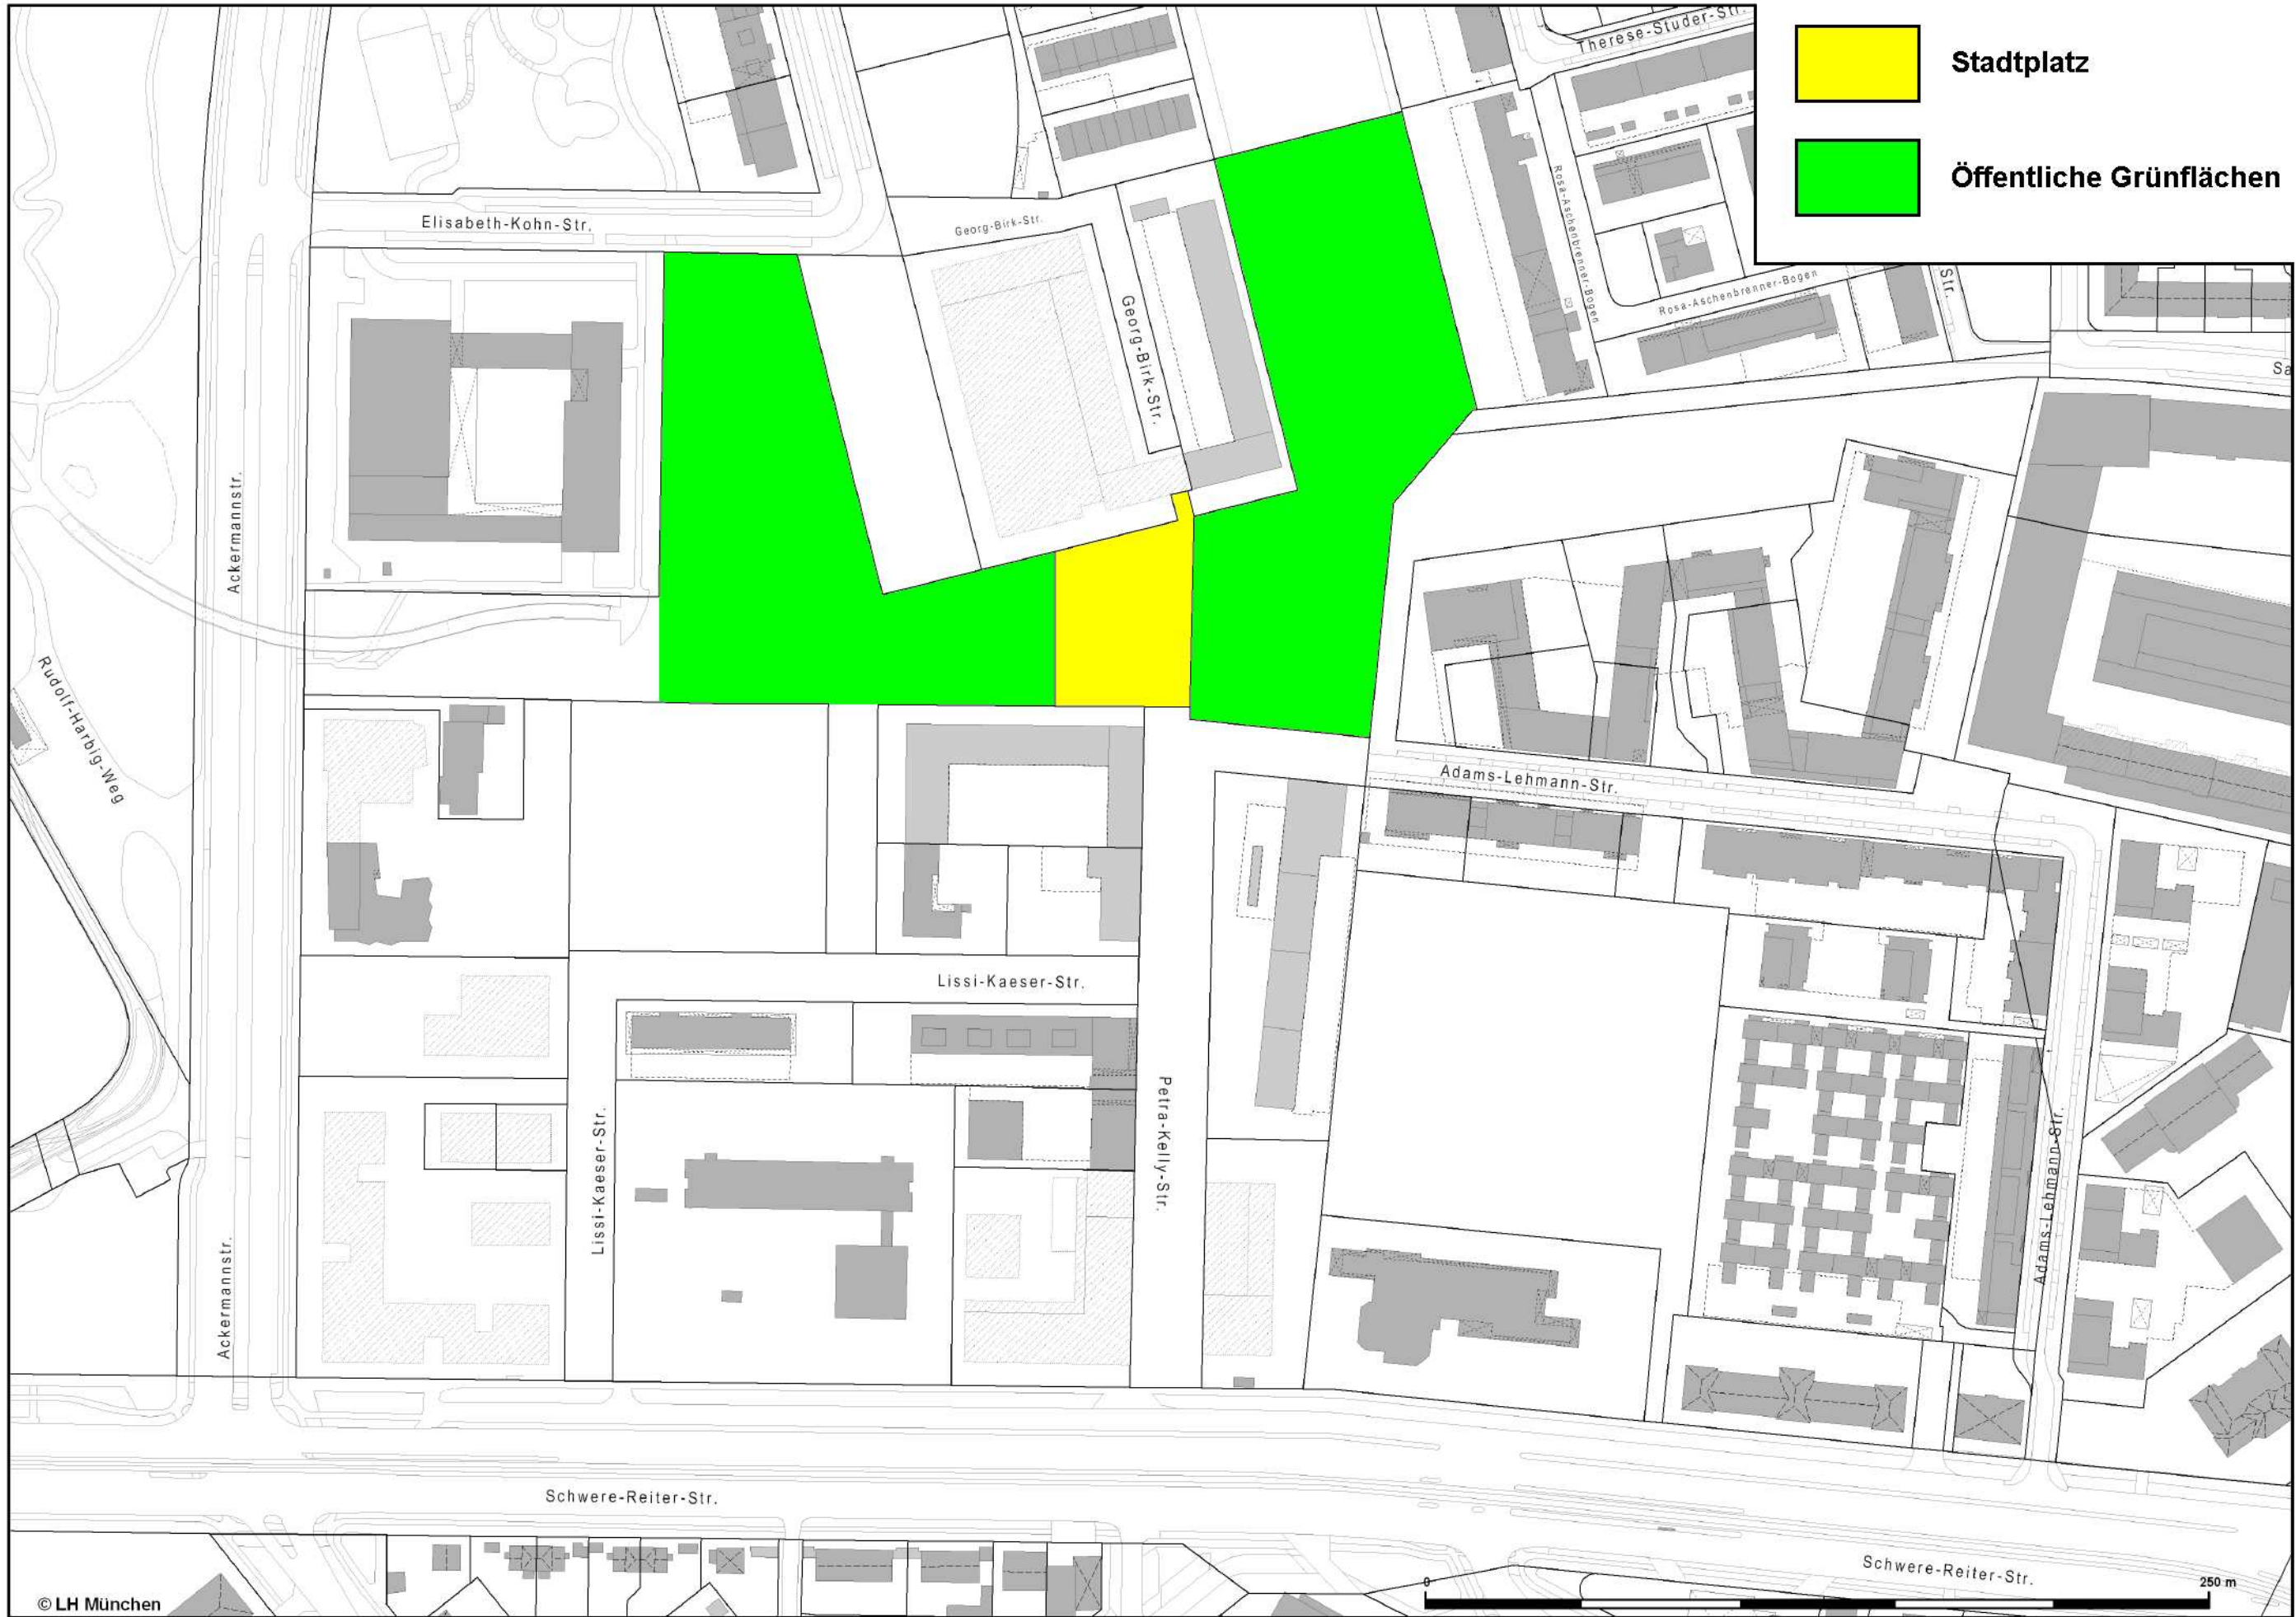 Therese-Studer-Str.
Stadtplatz
Öffentliche Grünflächen
Elisabeth-Kohn-Str.
Georg-Birk-Str.
Rosa-Aschenbrenner-Bogen
Rosa-Aschenbrenner-Bogen
Str.
Georg-Birk-Str.
Sa
Ackermannstr.
Rudolf-Harbig-Weg
Adams-Lehmann-Str.
Lissi-Kaeser-Str.
Petra-Kelly-Str.
Lissi-Kaeser-Str.
Adams-Lehmann-Str.
Ackermannstr.
Schwere-Reiter-Str.
Schwere-Reiter-Str.
0
250 m
© LH München